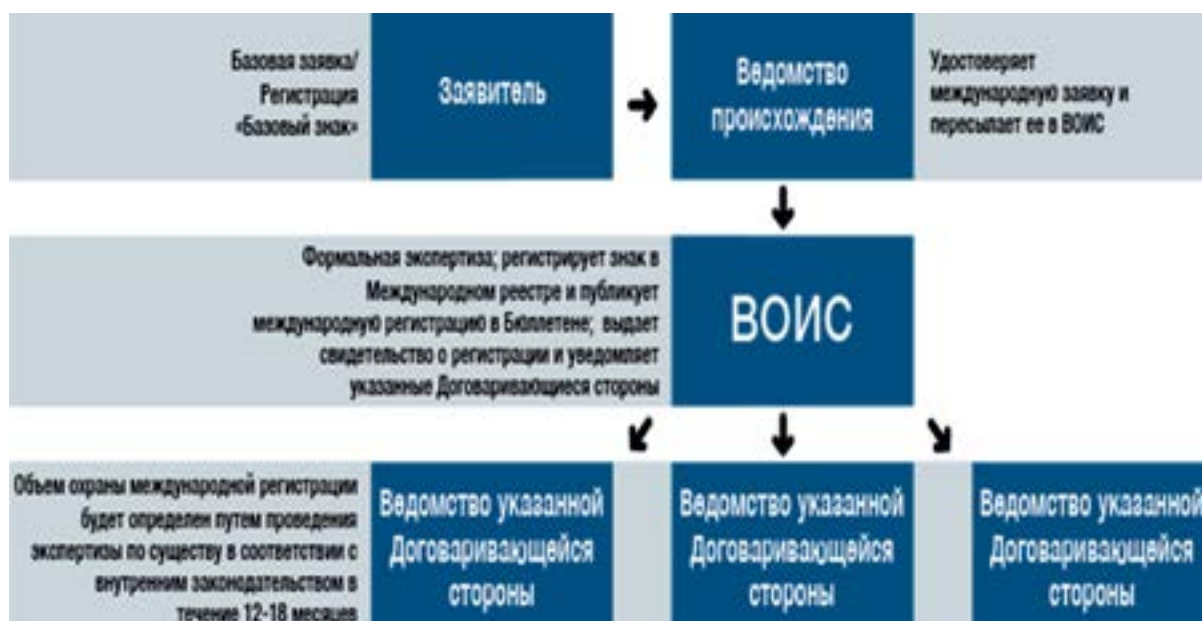 Базовая заявка/
Регистрация
«Базовый знак»
Заявитель
Ведомство
происхождения
Удостоверяет
международную заявку и
пересылает ее в ВОИС
Формальная экспертиза; регистрирует знак в
Международном реестре и публикует
международную регистрацию в Бюллетене; выдает
свидетельство о регистрации и уведомляет
указанные Договаривающиеся стороны
ВОИС
Объем охраны международной регистрации
будет определен путем проведения
экспертизы по существу в соответствии с
внутренним законодательством в
течение 12-18 месяцев
Ведомство указанной
Договаривающейся
стороны
Ведомство указанной
Договаривающейся
стороны
Ведомство указанной
Договаривающейся
стороны